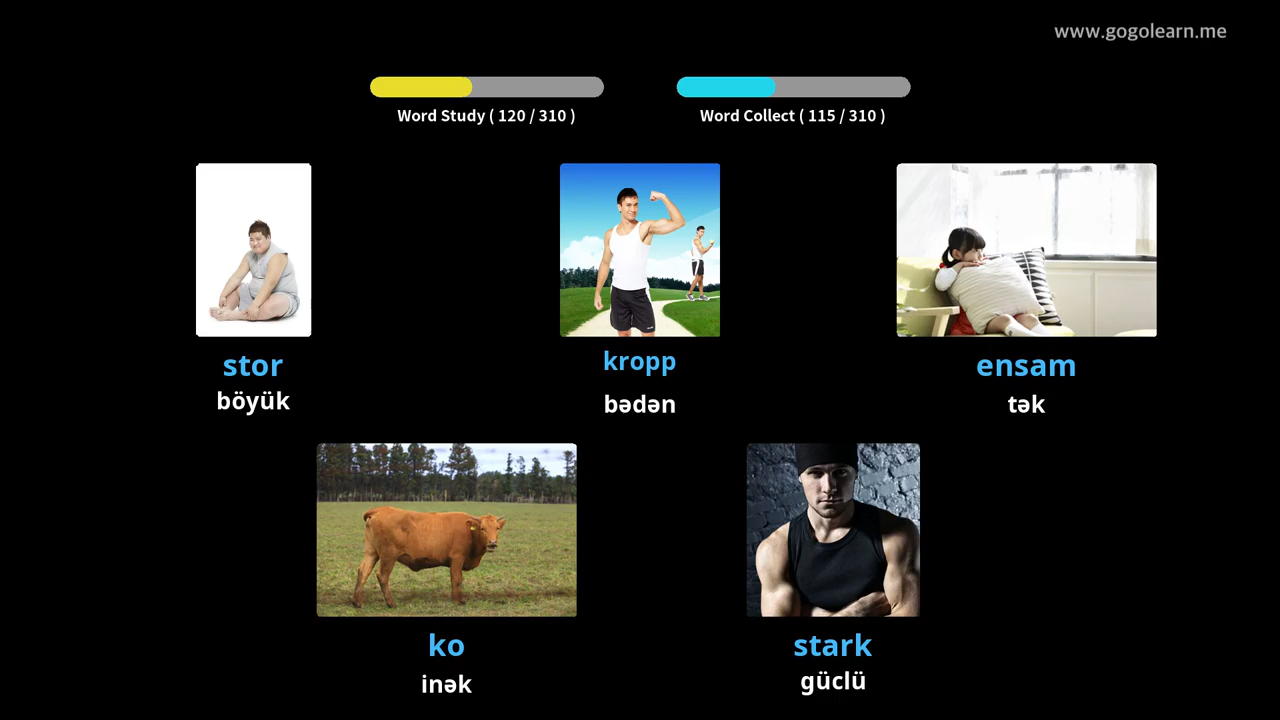 www.gogolearn.me
Word Study ( 120 / 310 )
Word Collect ( 115 / 310 )
stor
böyük
kropp
bədən
ensam
tək
ko
inək
stark
güclü